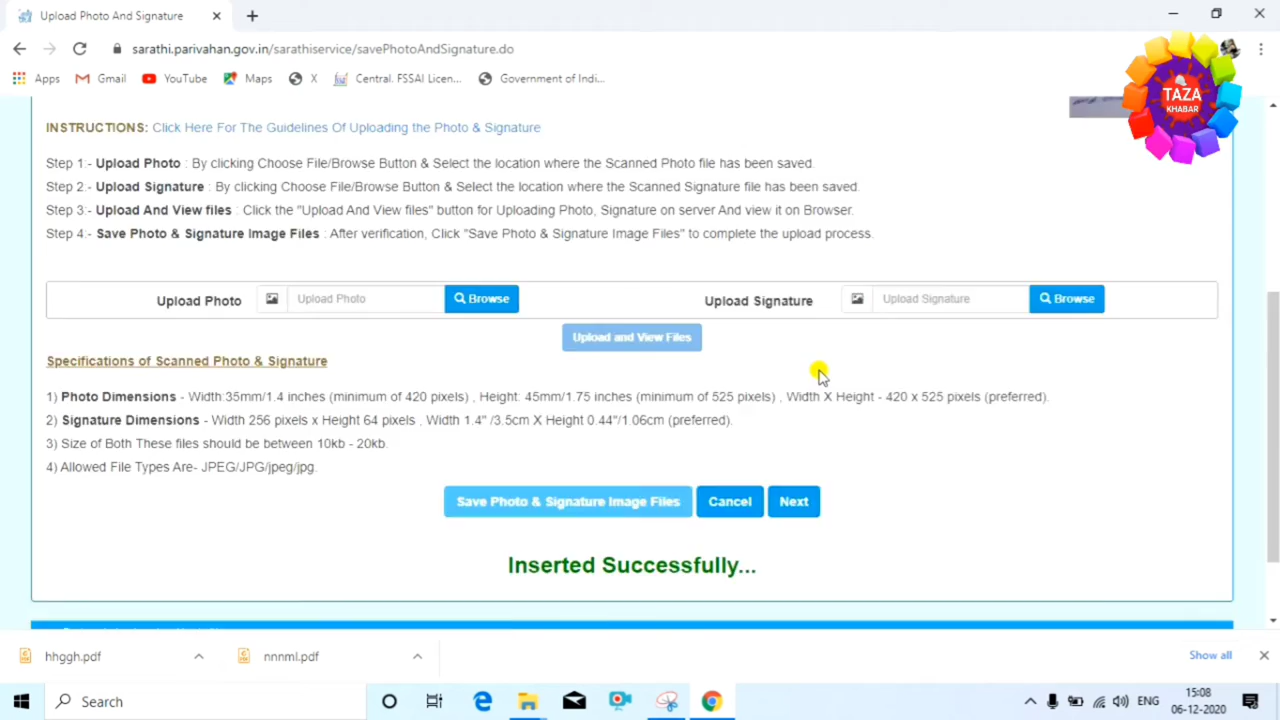 Upload Photo And Signature
sarathi.parivahan.gov.in/sarathiservice/savePhotoAndSignature.do
Apps Gmail YouTube Maps X Central. FSSAI Licen... Government of Indi...
TAZA
KHABAR
INSTRUCTIONS: Click Here For The Guidelines Of Uploading the Photo & Signature
Step 1:- Upload Photo : By clicking Choose File/Browse Button & Select the location where the Scanned Photo file has been saved.
Step 2:- Upload Signature : By clicking Choose File/Browse Button & Select the location where the Scanned Signature file has been saved.
Step 3:- Upload And View files : Click the "Upload And View files" button for Uploading Photo, Signature on server And view it on Browser.
Step 4:- Save Photo & Signature Image Files : After verification, Click "Save Photo & Signature Image Files" to complete the upload process.
Upload Photo Upload Photo Browse Upload Signature Upload Signature Browse
Upload and View Files
Specifications of Scanned Photo & Signature
1) Photo Dimensions - Width:35mm/1.4 inches (minimum of 420 pixels) , Height: 45mm/1.75 inches (minimum of 525 pixels) , Width X Height - 420 x 525 pixels (preferred).
2) Signature Dimensions - Width 256 pixels x Height 64 pixels , Width 1.4" /3.5cm X Height 0.44"/1.06cm (preferred).
3) Size of Both These files should be between 10kb - 20kb.
4) Allowed File Types Are- JPEG/JPG/jpeg/jpg.
Save Photo & Signature Image Files Cancel Next
Inserted Successfully...
hhggh.pdf nnnml.pdf Show all
Search ENG 15:08
06-12-2020